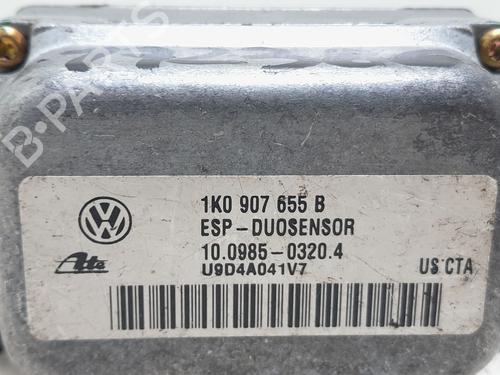 B-PARTS
1K0 907 655 B
ESP-DUOSENSOR
10.0985-0320.4
U9D4A041V7
US CTA
Ate